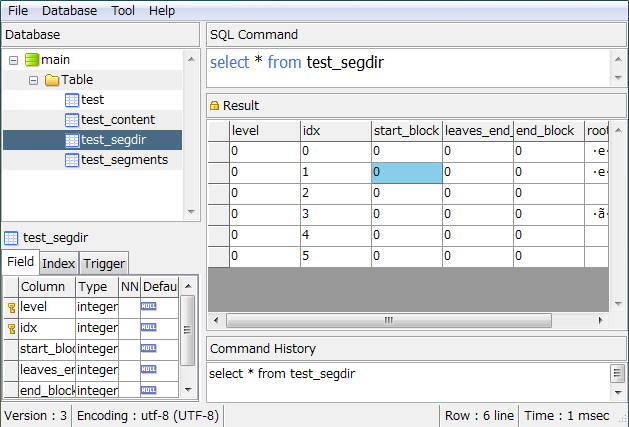 File Database Tool Help
Database
main
Table
test
test_content
test_segdir
test_segments
test_segdir
Field Index Trigger
Column Type NN Defau
level integer NULL
idx integer NULL
start_bloc integer NULL
leaves_en integer NULL
end_block integer NULL
SQL Command
select * from test_segdir
Result
level idx start_block leaves_end_ end_block root
0 0 0 0 0 ·e·
0 1 0 0 0 ·e·
0 2 0 0 0
0 3 0 0 0 ·ã·
0 4 0 0 0
0 5 0 0 0
Command History
select * from test_segdir
Version : 3 Encoding : utf-8 (UTF-8) Row : 6 line Time : 1 msec